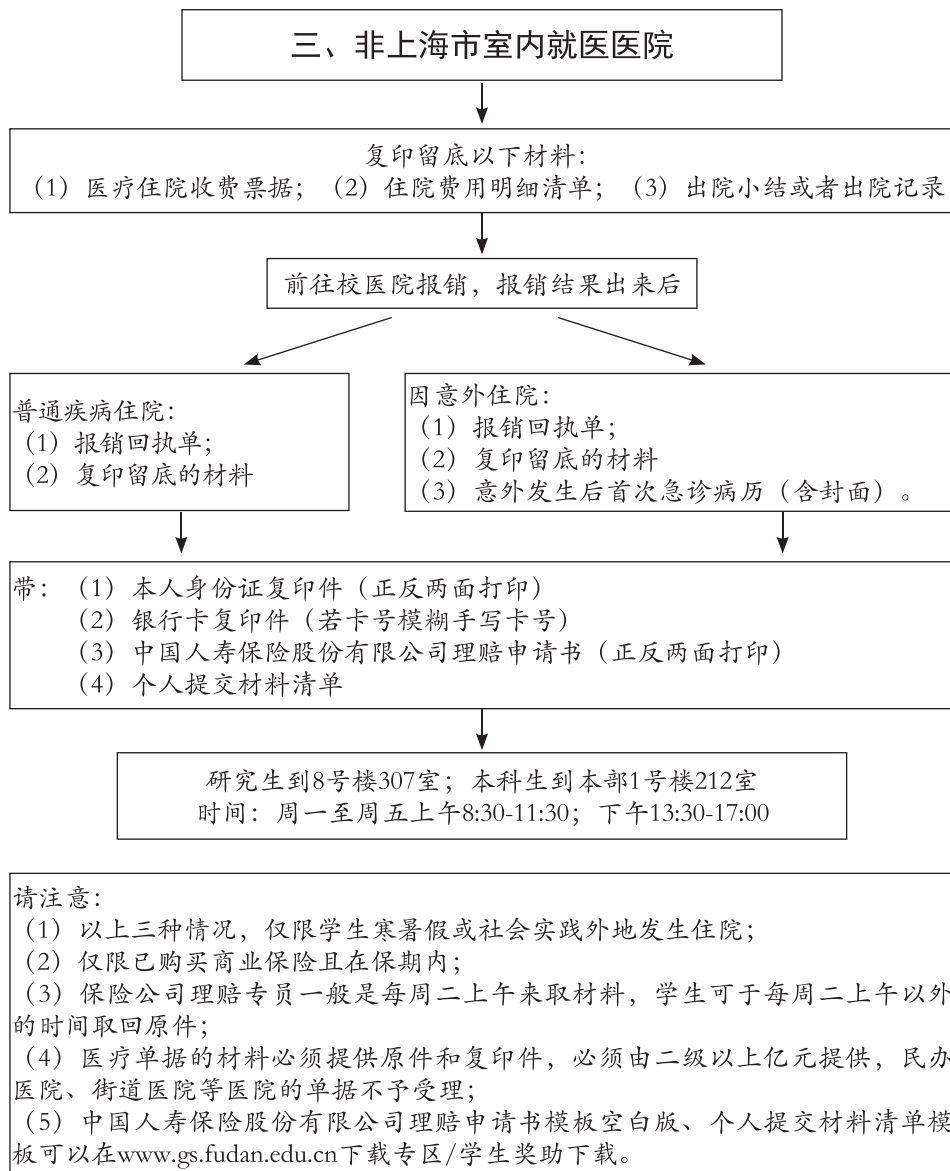 三、非上海市室内就医医院
复印留底以下材料：
（1）医疗住院收费票据；（2）住院费用明细清单；（3）出院小结或者出院记录
前往校医院报销，报销结果出来后
普通疾病住院：
（1）报销回执单；
（2）复印留底的材料
因意外住院：
（1）报销回执单；
（2）复印留底的材料
（3）意外发生后首次急诊病历（含封面）。
带：（1）本人身份证复印件（正反两面打印）
（2）银行卡复印件（若卡号模糊手写卡号）
（3）中国人寿保险股份有限公司理赔申请书（正反两面打印）
（4）个人提交材料清单
研究生到8号楼307室；本科生到本部1号楼212室
时间：周一至周五上午8:30-11:30；下午13:30-17:00
请注意：
（1）以上三种情况，仅限学生寒暑假或社会实践外地发生住院；
（2）仅限已购买商业保险且在保期内；
（3）保险公司理赔专员一般是每周二上午来取材料，学生可于每周二上午以外
的时间取回原件；
（4）医疗单据的材料必须提供原件和复印件，必须由二级以上亿元提供，民办
医院、街道医院等医院的单据不予受理；
（5）中国人寿保险股份有限公司理赔申请书模板空白版、个人提交材料清单模
板可以在www.gs.fudan.edu.cn下载专区/学生奖助下载。